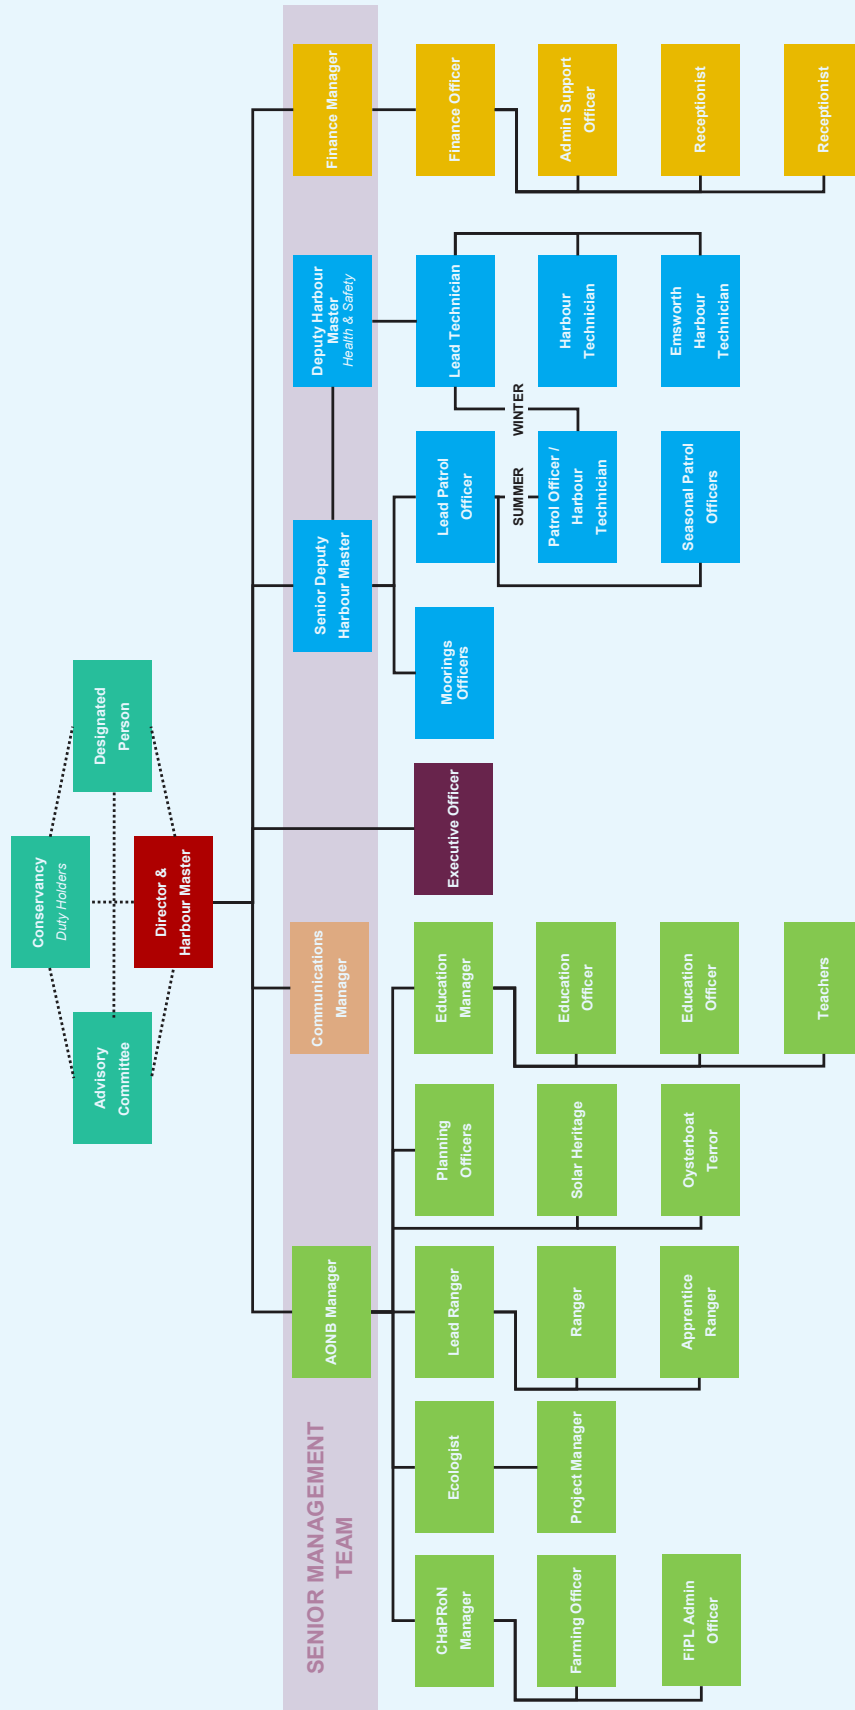 Conservancy
Duty Holders
Advisory
Committee
Designated
Person
Director &
Harbour Master
SENIOR MANAGEMENT
TEAM
AONB Manager
Communications
Manager
Senior Deputy
Harbour Master
Deputy Harbour
Master
Health & Safety
Finance Manager
CHaPRoN
Manager
Ecologist
Lead Ranger
Planning
Officers
Education
Manager
Executive Officer
Moorings
Officers
Lead Patrol
Officer
Lead Technician
Finance Officer
SUMMER
WINTER
Farming Officer
Project Manager
Ranger
Solar Heritage
Education
Officer
Patrol Officer /
Harbour
Technician
Harbour
Technician
Admin Support
Officer
FiPL Admin
Officer
Apprentice
Ranger
Oysterboat
Terror
Education
Officer
Seasonal Patrol
Officers
Emsworth
Harbour
Technician
Receptionist
Teachers
Receptionist